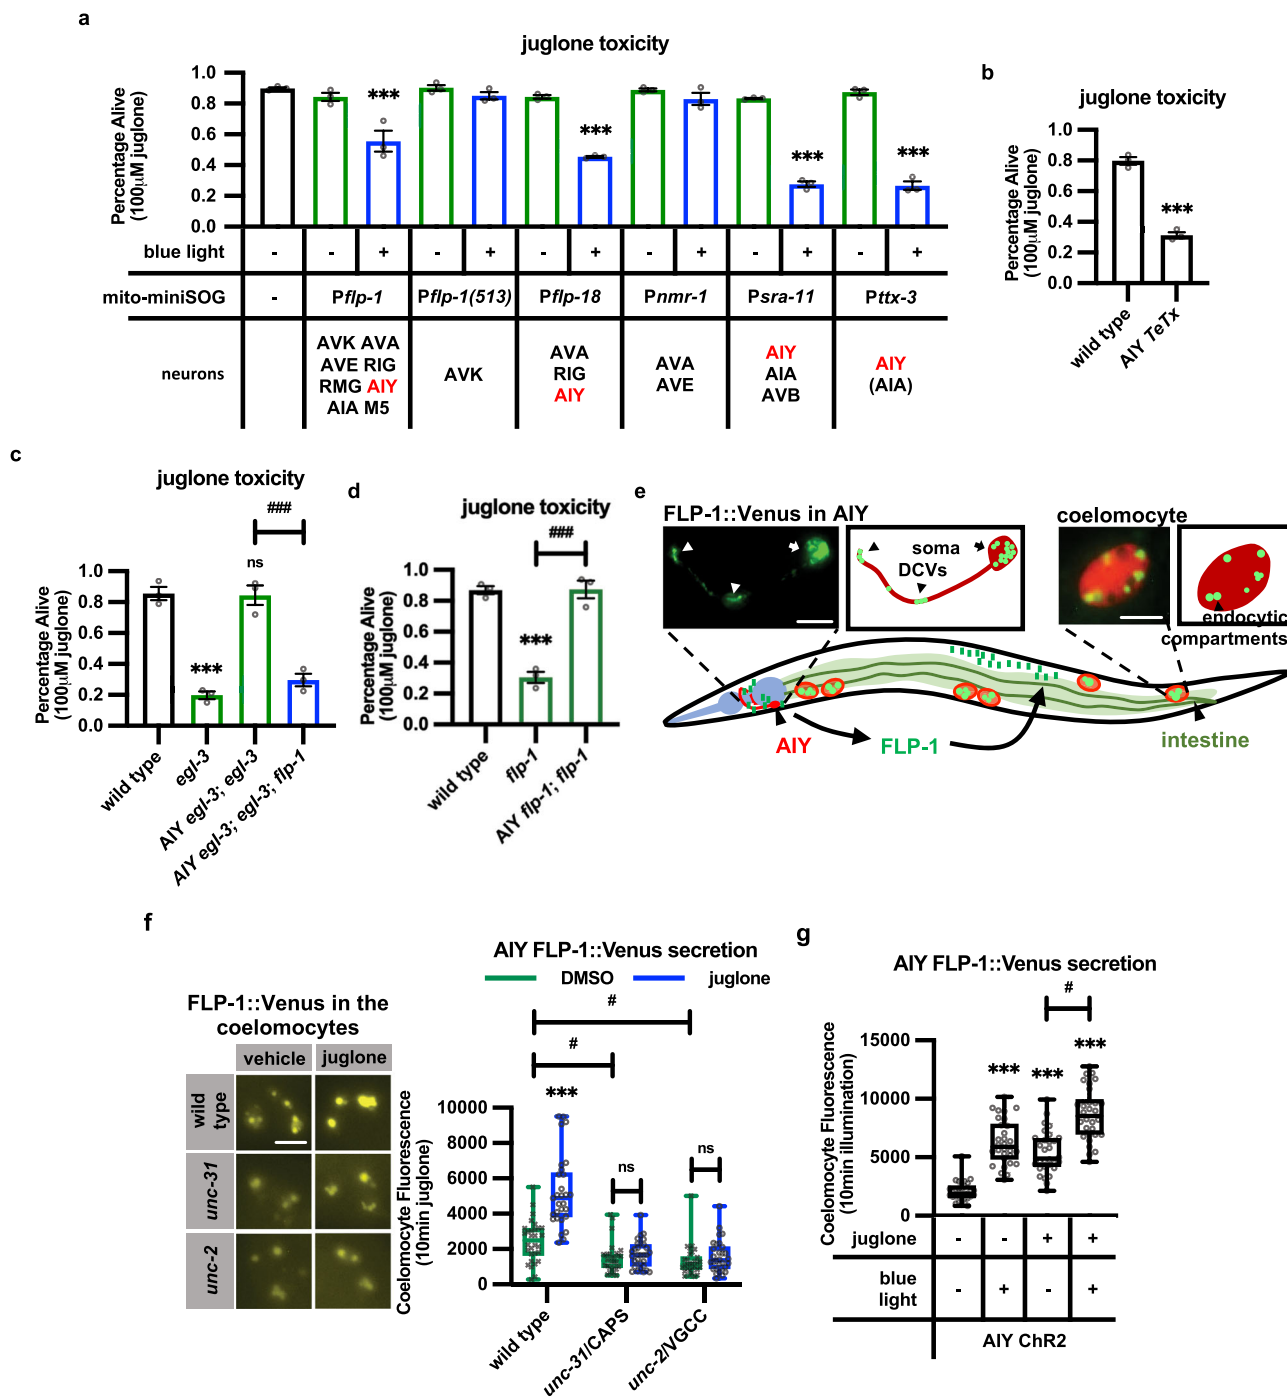 a
juglone toxicity
Percentage Alive
(100μM juglone)
1.0
0.8
0.6
0.4
0.2
0.0
*** *** *** ***
blue light - - + - + - + - + - + - +
mito-miniSOG - Pflp-1 Pflp-1(513) Pflp-18 Pnmr-1 Psra-11 Pttx-3
neurons
AVK AVA
AVE RIG
RMG AIY
AIA M5
AVK
AVA
RIG
AIY
AVA
AVE
AIY
AIA
AVB
AIY
(AIA)
b
juglone toxicity
Percentage Alive
(100μM juglone)
1.0
0.8
0.6
0.4
0.2
0.0
***
wild type
AIY TeTx
c
juglone toxicity
###
ns
***
Percentage Alive
(100μM juglone)
1.0
0.8
0.6
0.4
0.2
0.0
wild type
egl-3
AIY egl-3; egl-3
AIY egl-3; egl-3; flp-1
d
juglone toxicity
###
***
Percentage Alive
(100μM juglone)
1.0
0.8
0.6
0.4
0.2
0.0
wild type
flp-1
AIY flp-1; flp-1
e
FLP-1::Venus in AIY
soma
DCVs
coelomocyte
endocytic
compartments
AIY
FLP-1
intestine
f
FLP-1::Venus in the
coelomocytes
vehicle juglone
wild
type
unc-31
unc-2
AIY FLP-1::Venus secretion
DMSO juglone
#
#
***
ns
ns
Coelomocyte Fluorescence
(10min juglone)
10000
8000
6000
4000
2000
0
wild type
unc-31/CAPS
unc-2/VGCC
g
AIY FLP-1::Venus secretion
#
***
*** ***
Coelomocyte Fluorescence
(10min illumination)
15000
10000
5000
0
juglone - - + +
blue
light
- + - +
AIY ChR2